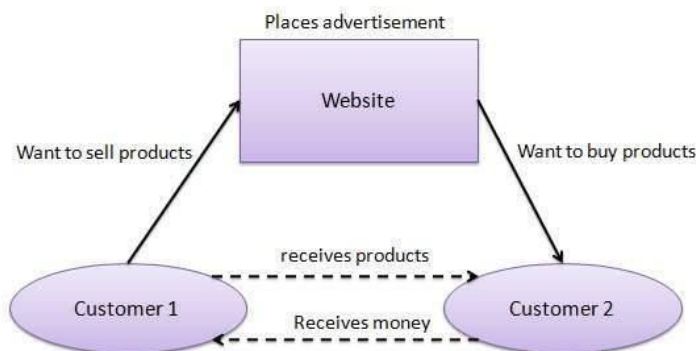 Places advertisement
Website
Want to sell products
Want to buy products
receives products
Customer 1
Customer 2
Receives money